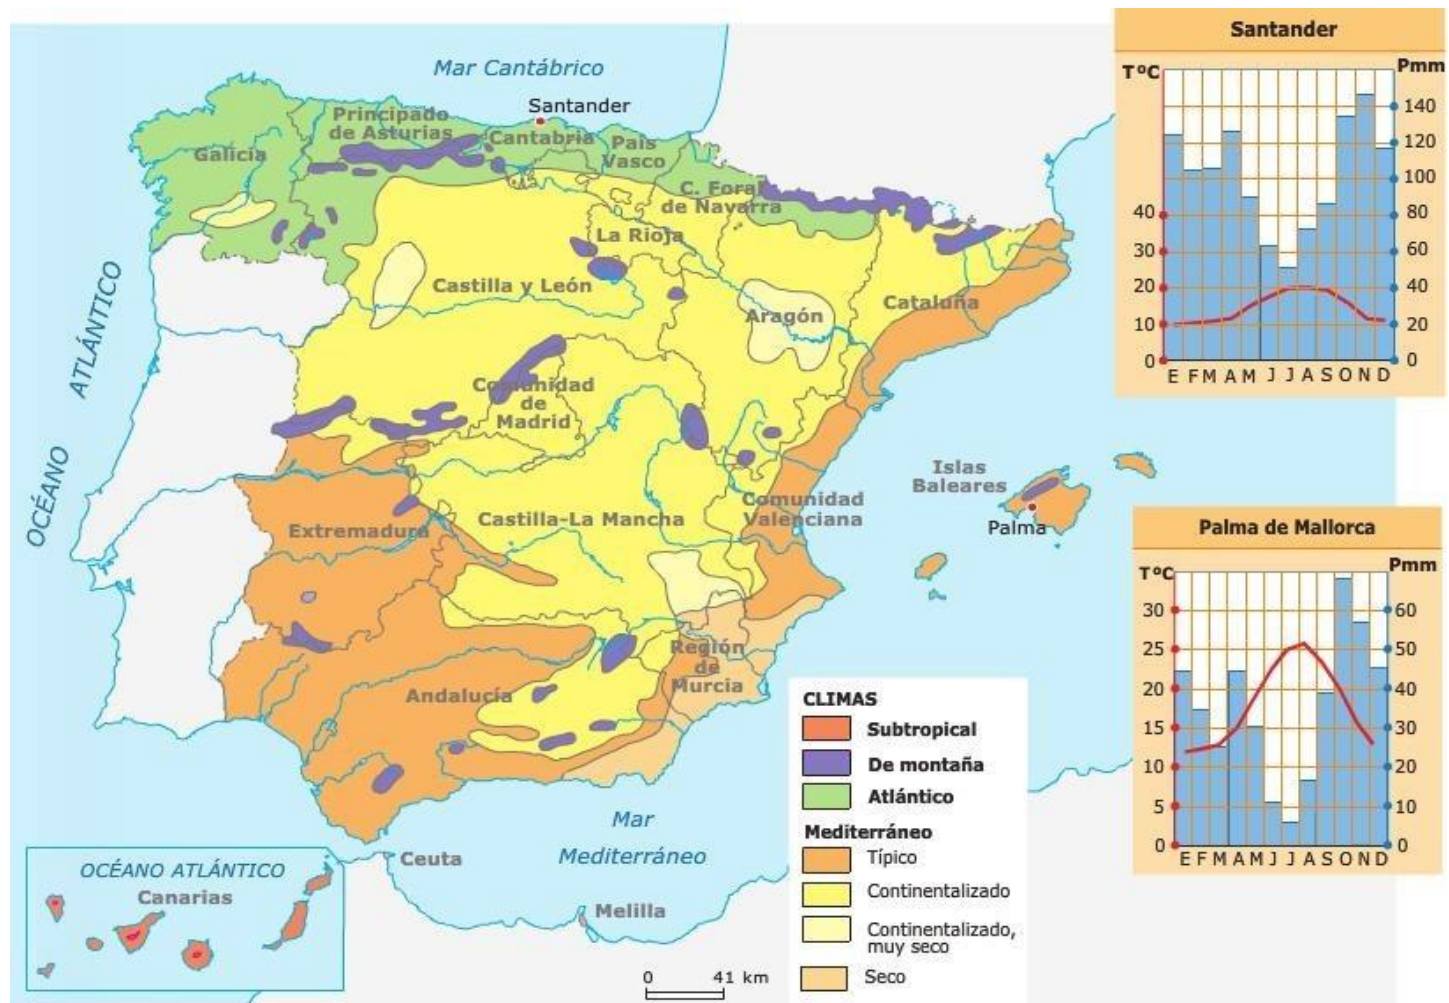 Mar Cantábrico
Santander
Principado
de Asturias
Cantabria
País
Vasco
Galicia
C. Foral
de Navarra
La Rioja
Castilla y León
Aragón
Cataluña
OCÉANO ATLÁNTICO
Comunidad
de
Madrid
Islas
Baleares
Palma
Extremadura
Castilla-La Mancha
Comunidad
Valenciana
Región
de
Murcia
Andalucía
Mar
Mediterráneo
Ceuta
Melilla
OCÉANO ATLÁNTICO
Canarias
0 41 km
CLIMAS
Subtropical
De montaña
Atlántico
Mediterráneo
Típico
Continentalizado
Continentalizado,
muy seco
Seco
Santander
TºC Pmm
140
120
100
40 80
30 60
20 40
10 20
0 0
E F M A M J J A S O N D
Palma de Mallorca
TºC Pmm
30 60
25 50
20 40
15 30
10 20
5 10
0 0
E F M A M J J A S O N D